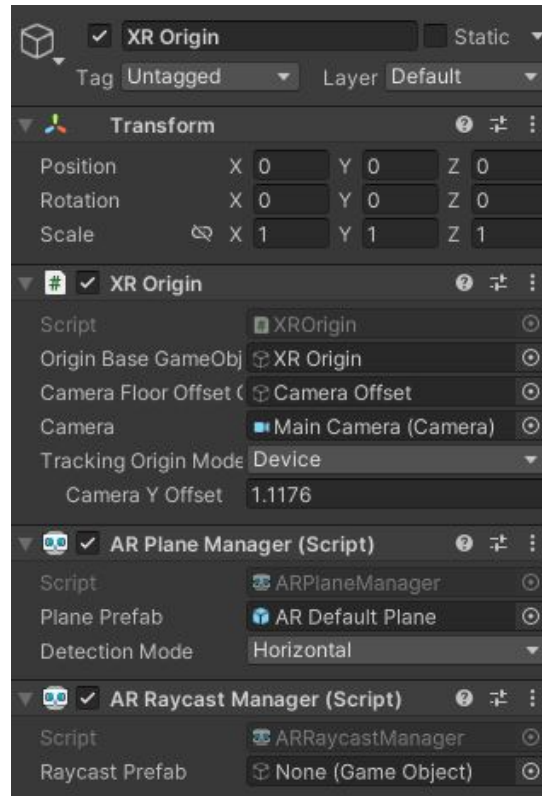 XR Origin Static
Tag Untagged Layer Default
Transform
Position X 0 Y 0 Z 0
Rotation X 0 Y 0 Z 0
Scale X 1 Y 1 Z 1
# XR Origin
Script XROrigin
Origin Base GameObj XR Origin
Camera Floor Offset ( Camera Offset
Camera Main Camera (Camera)
Tracking Origin Mode Device
Camera Y Offset 1.1176
AR Plane Manager (Script)
Script ARPlaneManager
Plane Prefab AR Default Plane
Detection Mode Horizontal
AR Raycast Manager (Script)
Script ARRaycastManager
Raycast Prefab None (Game Object)